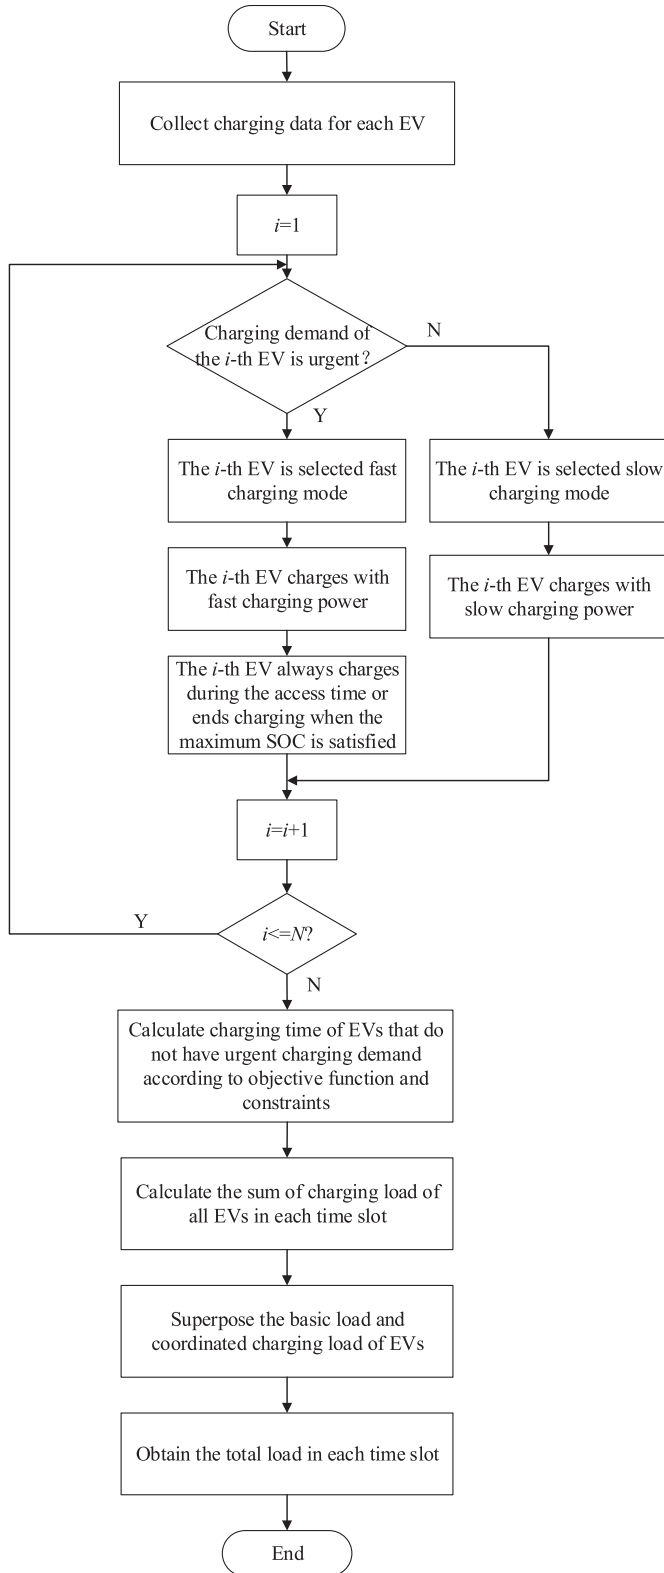 Start
Collect charging data for each EV
i=1
Charging demand of
the i-th EV is urgent?
N
Y
The i-th EV is selected fast
charging mode
The i-th EV is selected slow
charging mode
The i-th EV charges with
fast charging power
The i-th EV charges with
slow charging power
The i-th EV always charges
during the access time or
ends charging when the
maximum SOC is satisfied
i=i+1
Y
i<=N?
N
Calculate charging time of EVs that do
not have urgent charging demand
according to objective function and
constraints
Calculate the sum of charging load of
all EVs in each time slot
Superpose the basic load and
coordinated charging load of EVs
Obtain the total load in each time slot
End